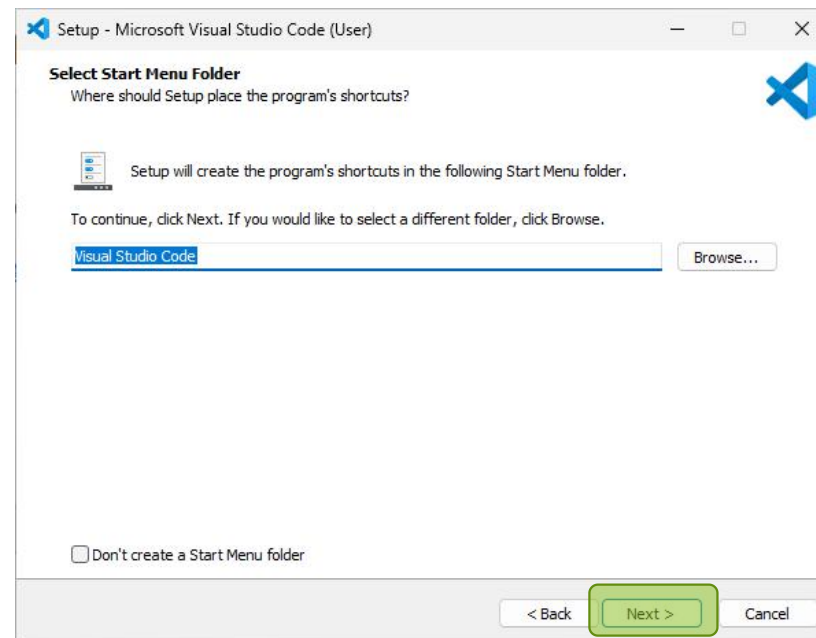 Setup - Microsoft Visual Studio Code (User)
Select Start Menu Folder
Where should Setup place the program's shortcuts?
Setup will create the program's shortcuts in the following Start Menu folder.
To continue, click Next. If you would like to select a different folder, click Browse.
Visual Studio Code
Browse...
Don't create a Start Menu folder
< Back
Next >
Cancel